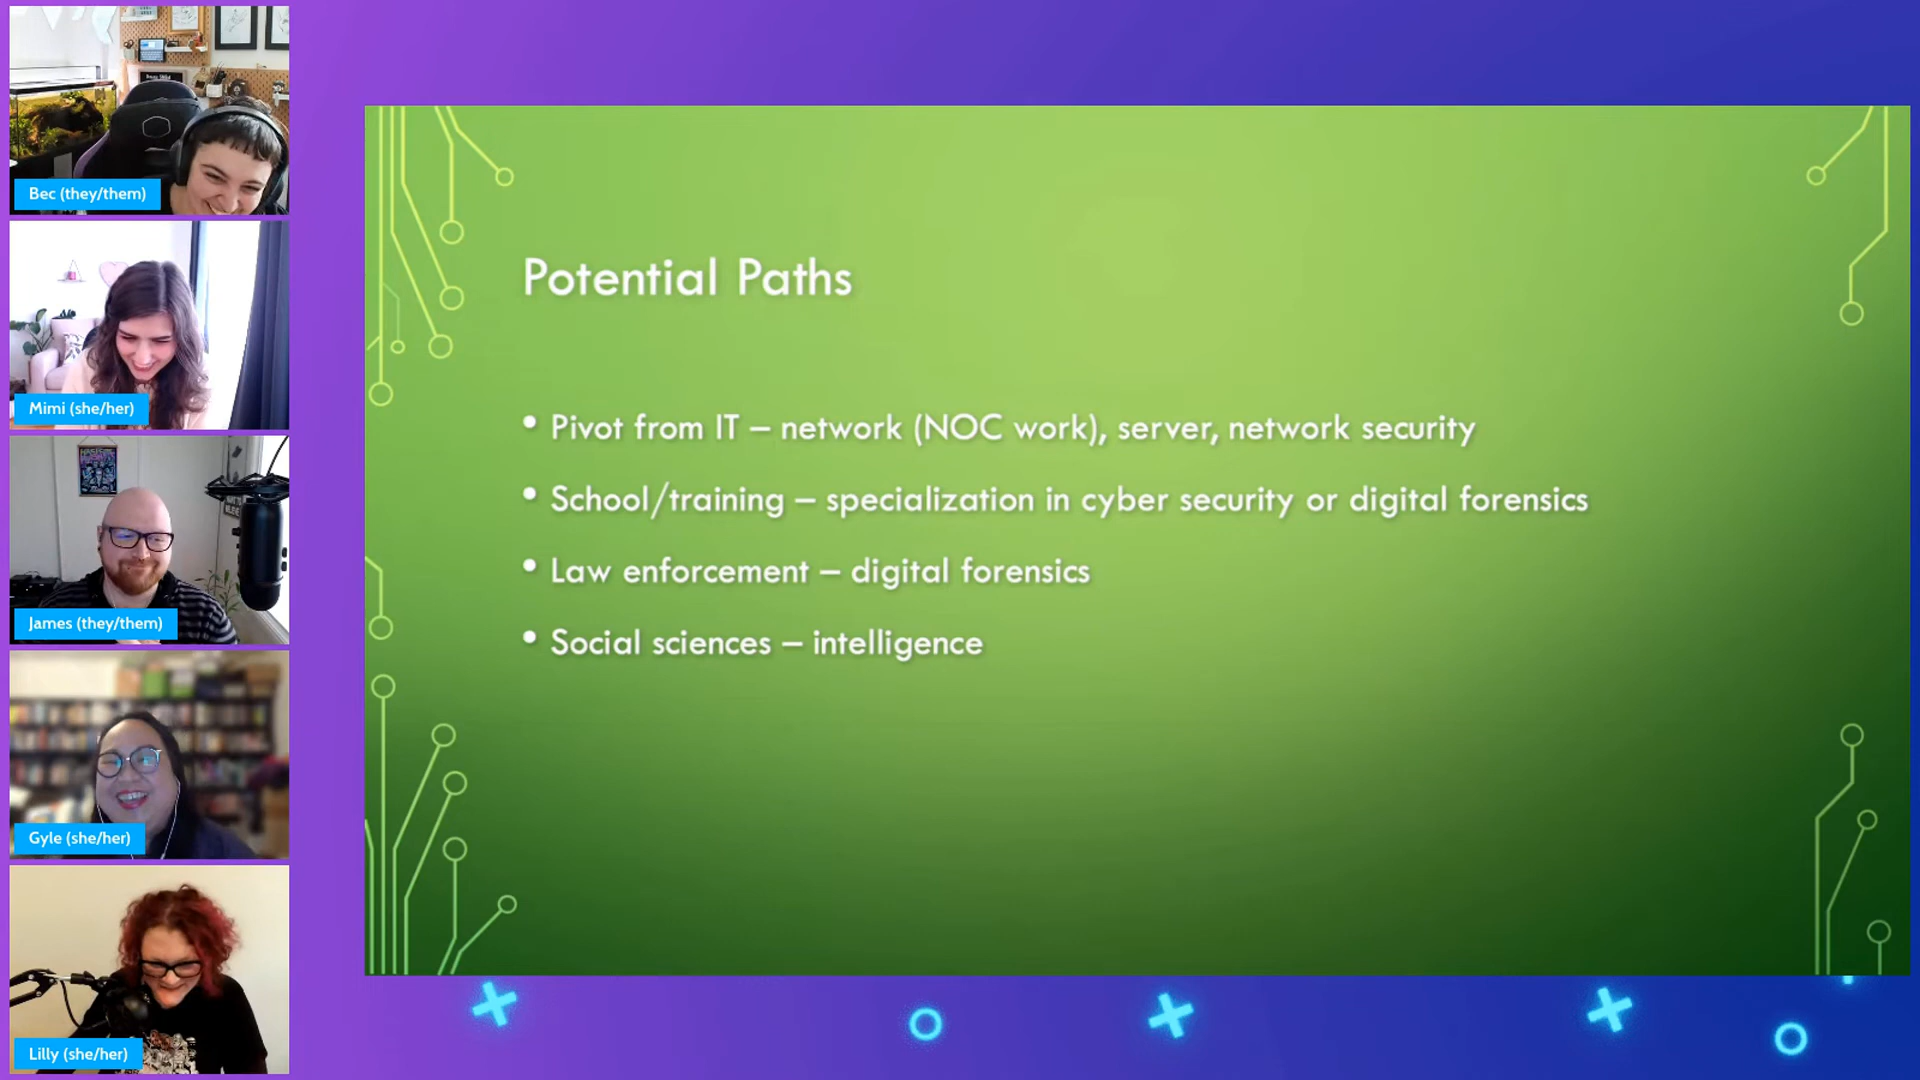 Bec (they/them)
Mimi (she/her)
James (they/them)
Gyle (she/her)
Lilly (she/her)
Potential Paths
• Pivot from IT – network (NOC work), server, network security
• School/training – specialization in cyber security or digital forensics
• Law enforcement – digital forensics
• Social sciences – intelligence